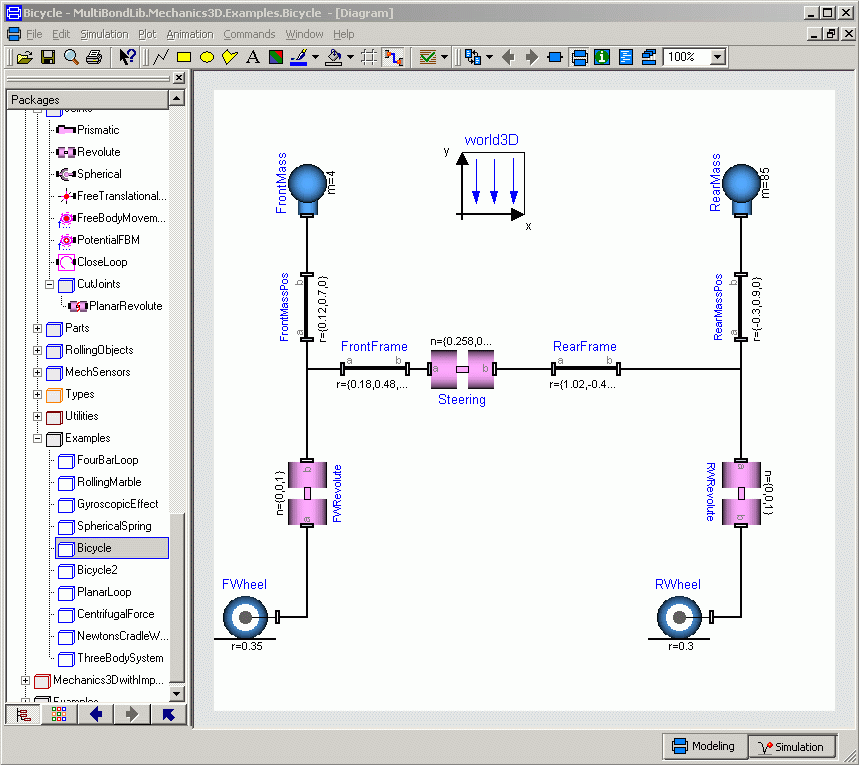 Bicycle - MultiBondLib.Mechanics3D.Examples.Bicycle - [Diagram]
File Edit Simulation Plot Animation Commands Window Help
100%
Packages
Prismatic
Revolute
Spherical
FreeTranslational...
FreeBodyMovem...
PotentialFBM
CloseLoop
CutJoints
PlanarRevolute
Parts
RollingObjects
MechSensors
Types
Utilities
Examples
FourBarLoop
RollingMarble
GyroscopicEffect
SphericalSpring
Bicycle
Bicycle2
PlanarLoop
CentrifugalForce
NewtonsCradleW...
ThreeBodySystem
Mechanics3DwithImp...
Examples
world3D
y
x
FrontMass
m=4
RearMass
m=85
FrontMassPos
b
a
r={0.12,0.7,0}
RearMassPos
b
a
r={-0.3,0.9,0}
FrontFrame
a b
r={0.18,0.48,...
n={0.258,0...
a b
Steering
RearFrame
a b
r={1.02,-0.4...
n={0,0,1}
b
a
FWRevolute
RWRevolute
a
b
n={0,0,1}
FWheel
r=0.35
RWheel
r=0.3
Modeling
Simulation